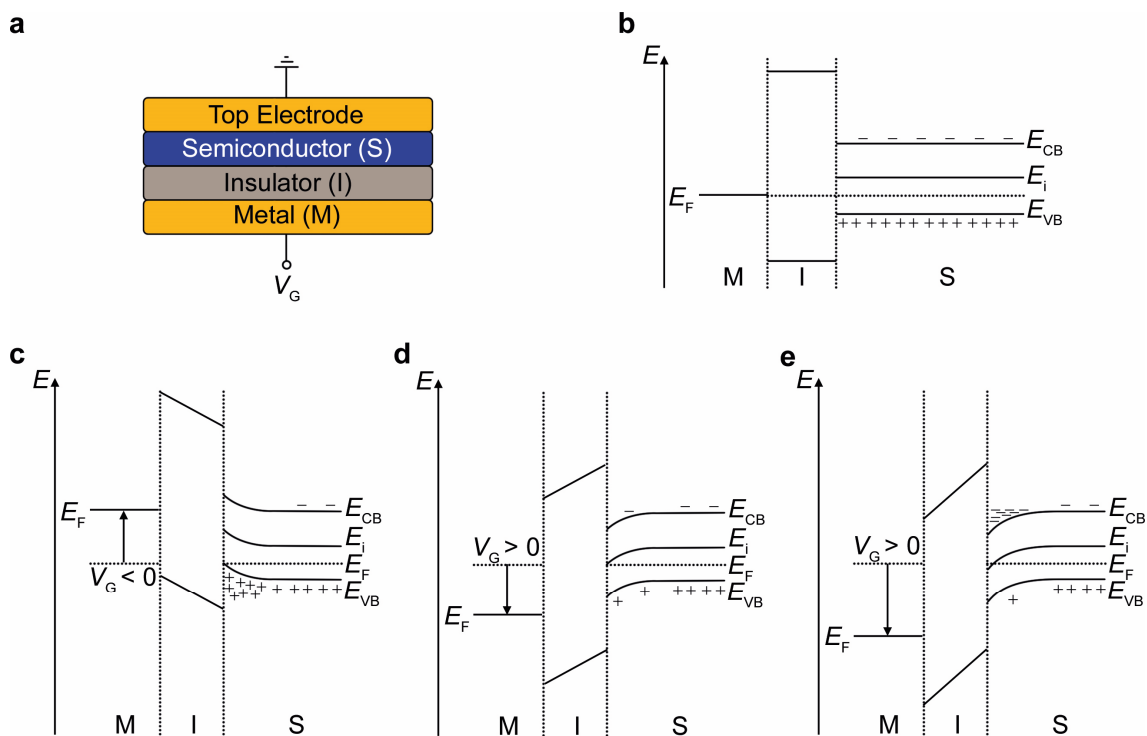 a
Top Electrode
Semiconductor (S)
Insulator (I)
Metal (M)
V_G
b
E
E_CB
E_i
E_F
E_VB
M I S
c
E
E_F
V_G < 0
E_CB
E_i
E_F
E_VB
M I S
d
E
V_G > 0
E_F
E_CB
E_i
E_F
E_VB
M I S
e
E
V_G > 0
E_F
E_CB
E_i
E_F
E_VB
M I S